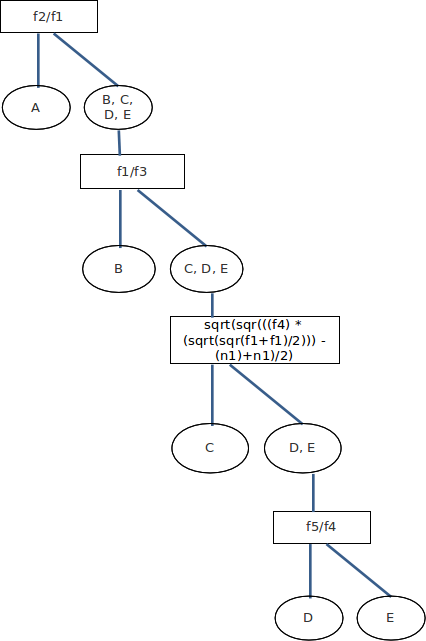 f2/f1
A
B, C,
D, E
f1/f3
B
C, D, E
sqrt(sqr(((f4) *
(sqrt(sqr(f1+f1)/2))) -
(n1)+n1)/2)
C
D, E
f5/f4
D
E